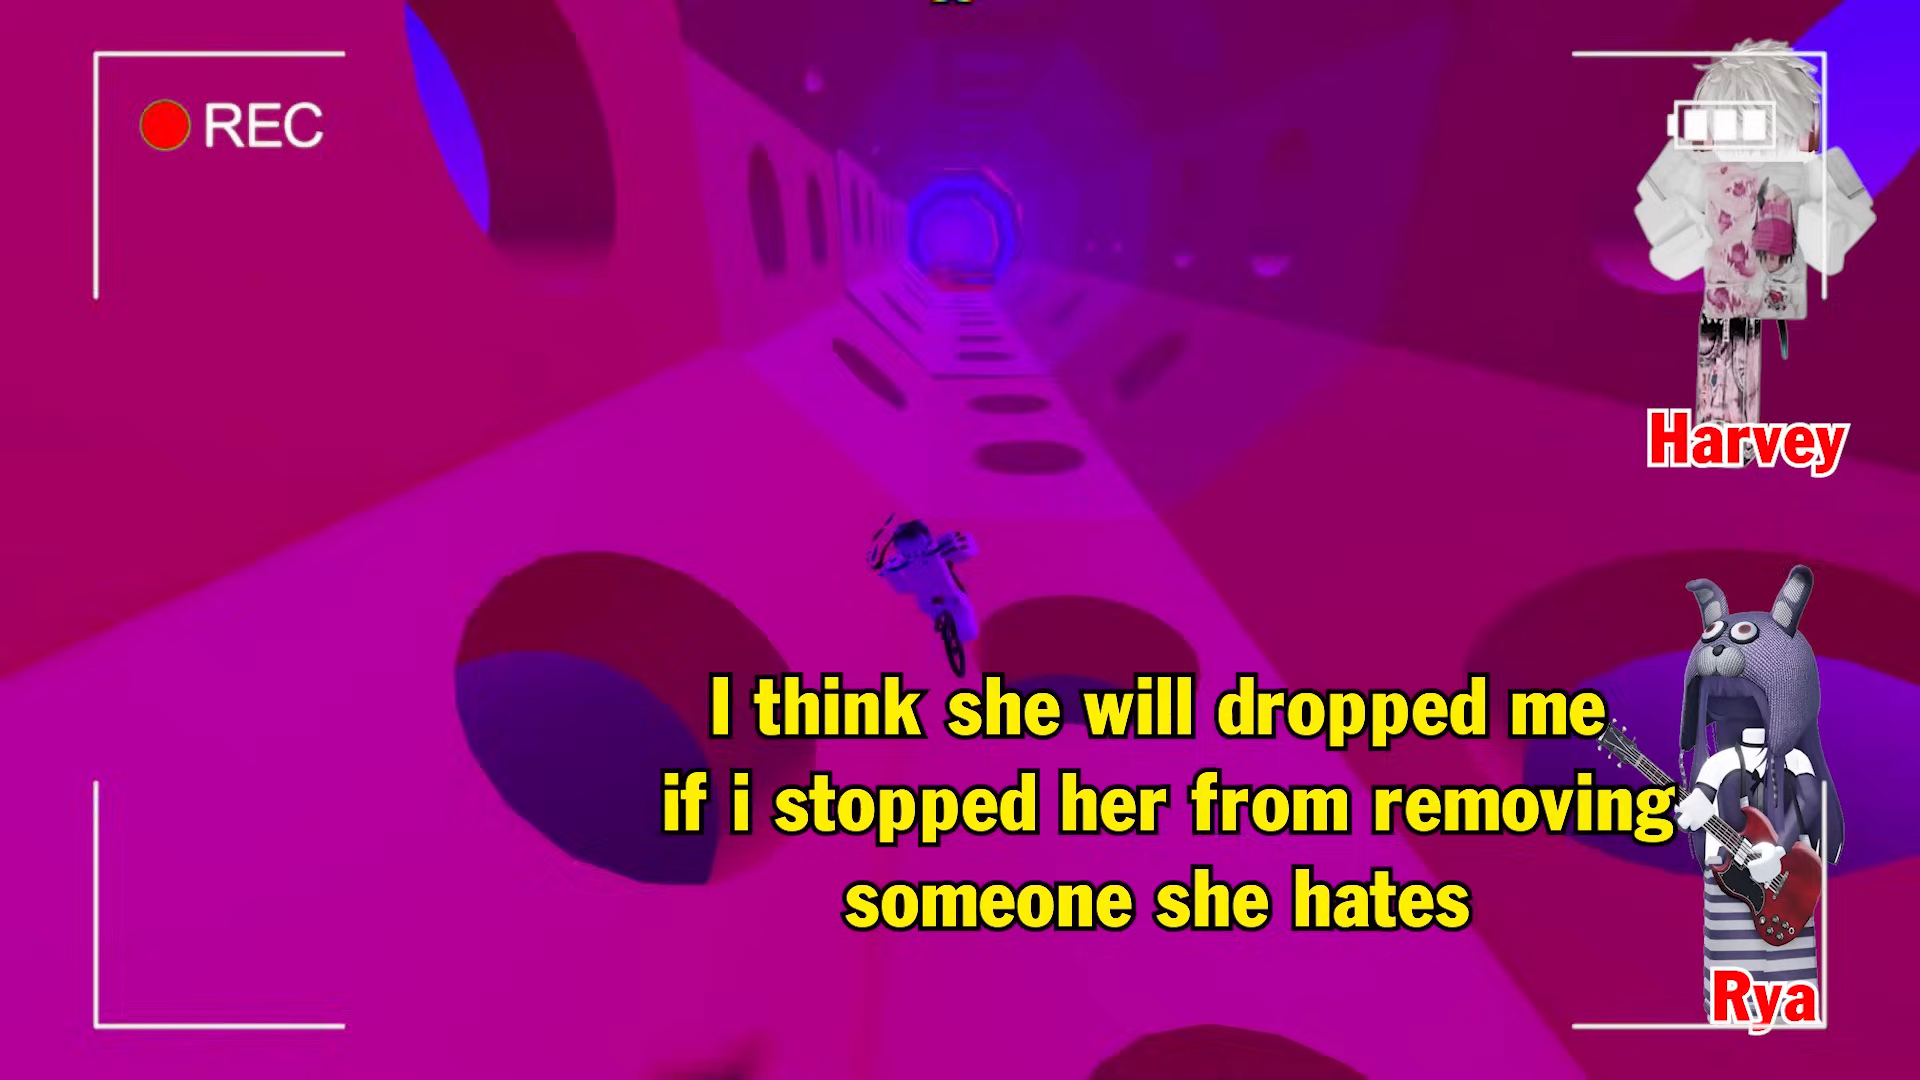 REC
Harvey
I think she will dropped me
if i stopped her from removing
someone she hates
Rya